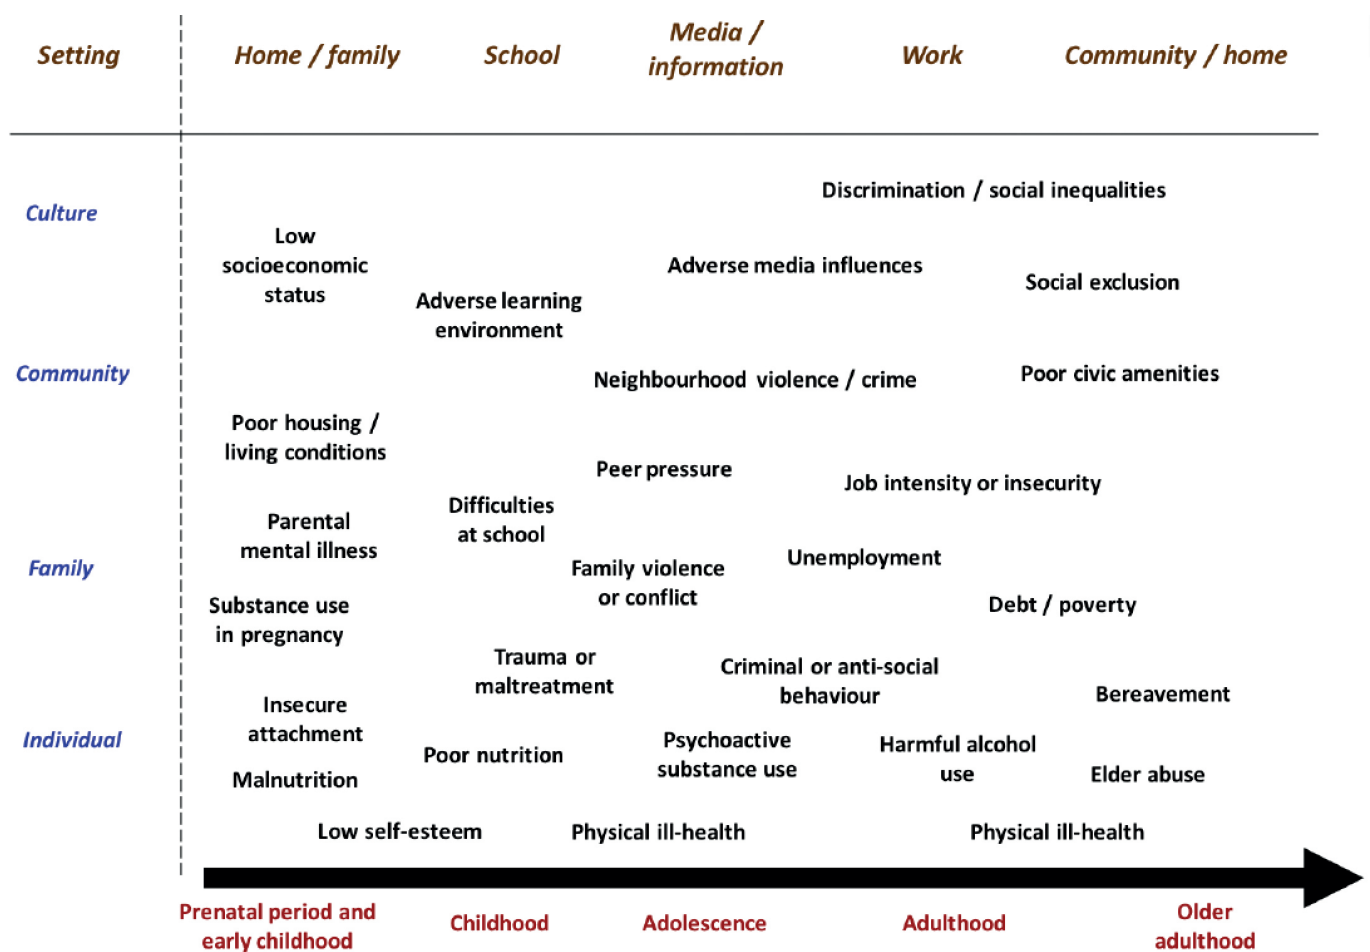 Setting
Home / family
School
Media /
information
Work
Community / home
Culture
Discrimination / social inequalities
Low
socioeconomic
status
Adverse media influences
Social exclusion
Adverse learning
environment
Community
Neighbourhood violence / crime
Poor civic amenities
Poor housing /
living conditions
Peer pressure
Job intensity or insecurity
Difficulties
at school
Parental
mental illness
Family
Family violence
or conflict
Unemployment
Debt / poverty
Substance use
in pregnancy
Trauma or
maltreatment
Criminal or anti-social
behaviour
Bereavement
Insecure
attachment
Individual
Poor nutrition
Psychoactive
substance use
Harmful alcohol
use
Elder abuse
Malnutrition
Low self-esteem
Physical ill-health
Physical ill-health
Prenatal period and
early childhood
Childhood
Adolescence
Adulthood
Older
adulthood